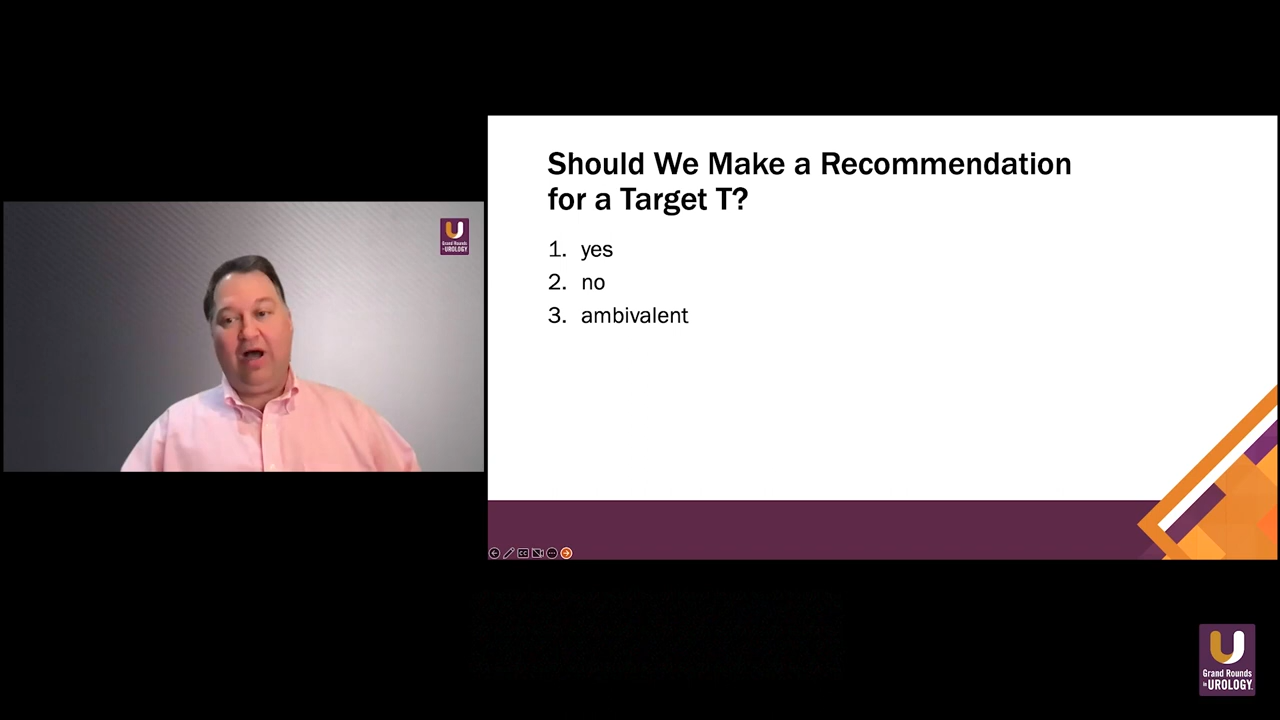 U
Grand Rounds
in UROLOGY
Should We Make a Recommendation
for a Target T?
1. yes
2. no
3. ambivalent
U
Grand Rounds
in UROLOGY